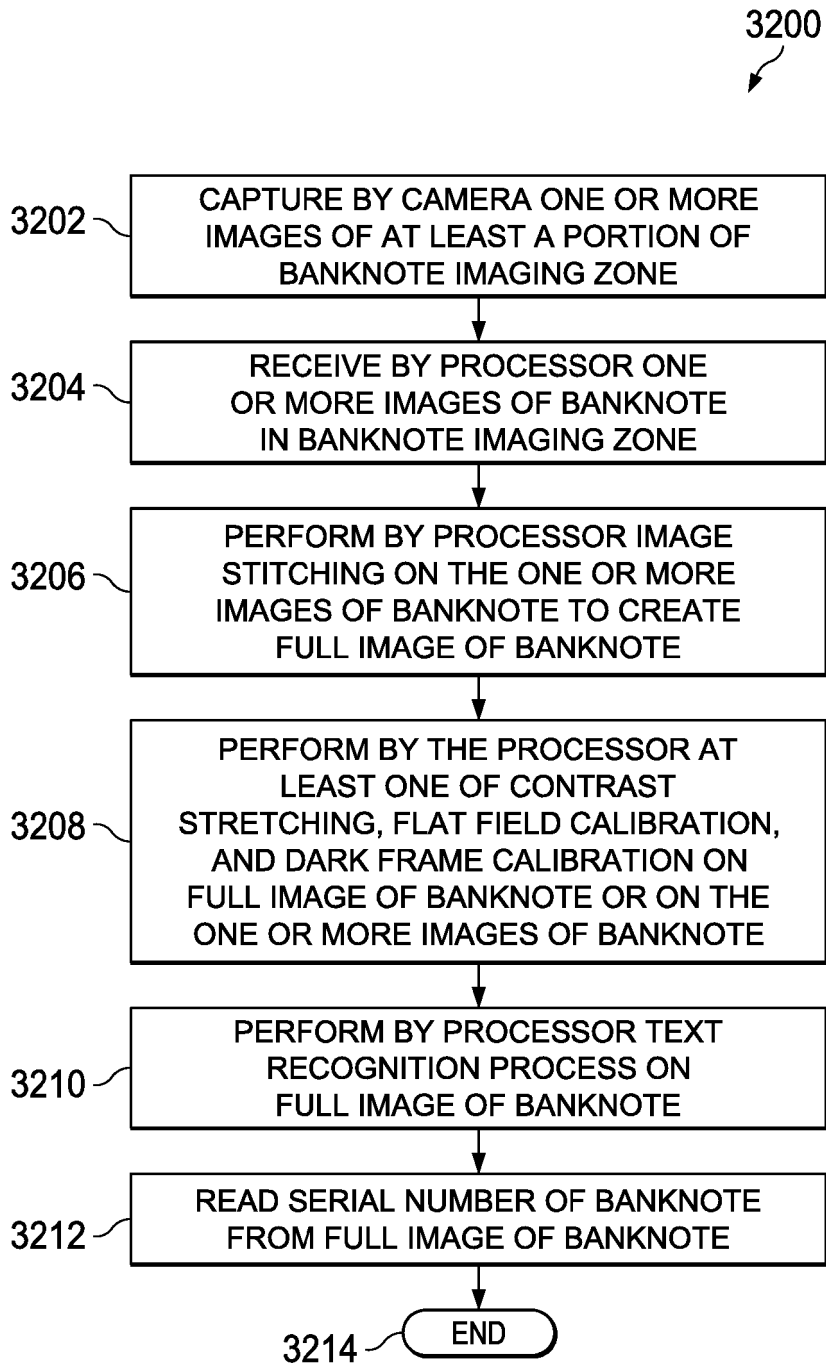 3200
3202
CAPTURE BY CAMERA ONE OR MORE
IMAGES OF AT LEAST A PORTION OF
BANKNOTE IMAGING ZONE
3204
RECEIVE BY PROCESSOR ONE
OR MORE IMAGES OF BANKNOTE
IN BANKNOTE IMAGING ZONE
3206
PERFORM BY PROCESSOR IMAGE
STITCHING ON THE ONE OR MORE
IMAGES OF BANKNOTE TO CREATE
FULL IMAGE OF BANKNOTE
3208
PERFORM BY THE PROCESSOR AT
LEAST ONE OF CONTRAST
STRETCHING, FLAT FIELD CALIBRATION,
AND DARK FRAME CALIBRATION ON
FULL IMAGE OF BANKNOTE OR ON THE
ONE OR MORE IMAGES OF BANKNOTE
3210
PERFORM BY PROCESSOR TEXT
RECOGNITION PROCESS ON
FULL IMAGE OF BANKNOTE
3212
READ SERIAL NUMBER OF BANKNOTE
FROM FULL IMAGE OF BANKNOTE
3214
END